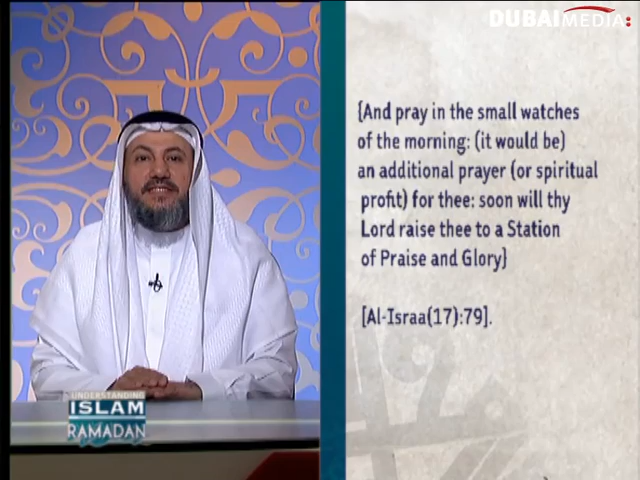 DUBAI MEDIA
{And pray in the small watches
of the morning: (it would be)
an additional prayer (or spiritual
profit) for thee: soon will thy
Lord raise thee to a Station
of Praise and Glory}
[Al-Israa(17):79].
UNDERSTANDING
ISLAM
RAMADAN